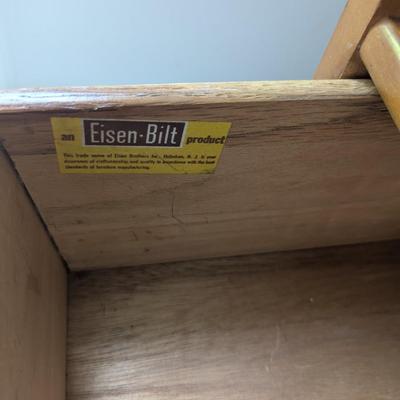 an Eisen-Bilt product
This trade name of Eisen Brothers Inc., Hoboken, N. J. is your
assurance of craftsmanship and quality in accordance with the best
standards of furniture manufacturing.